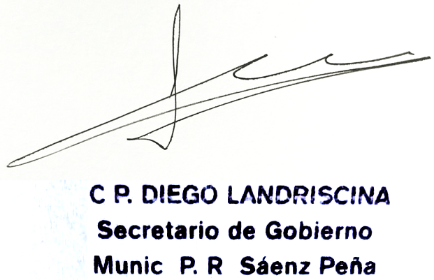 C P. DIEGO LANDRISCINA
Secretario de Gobierno
Munic P. R Sáenz Peña